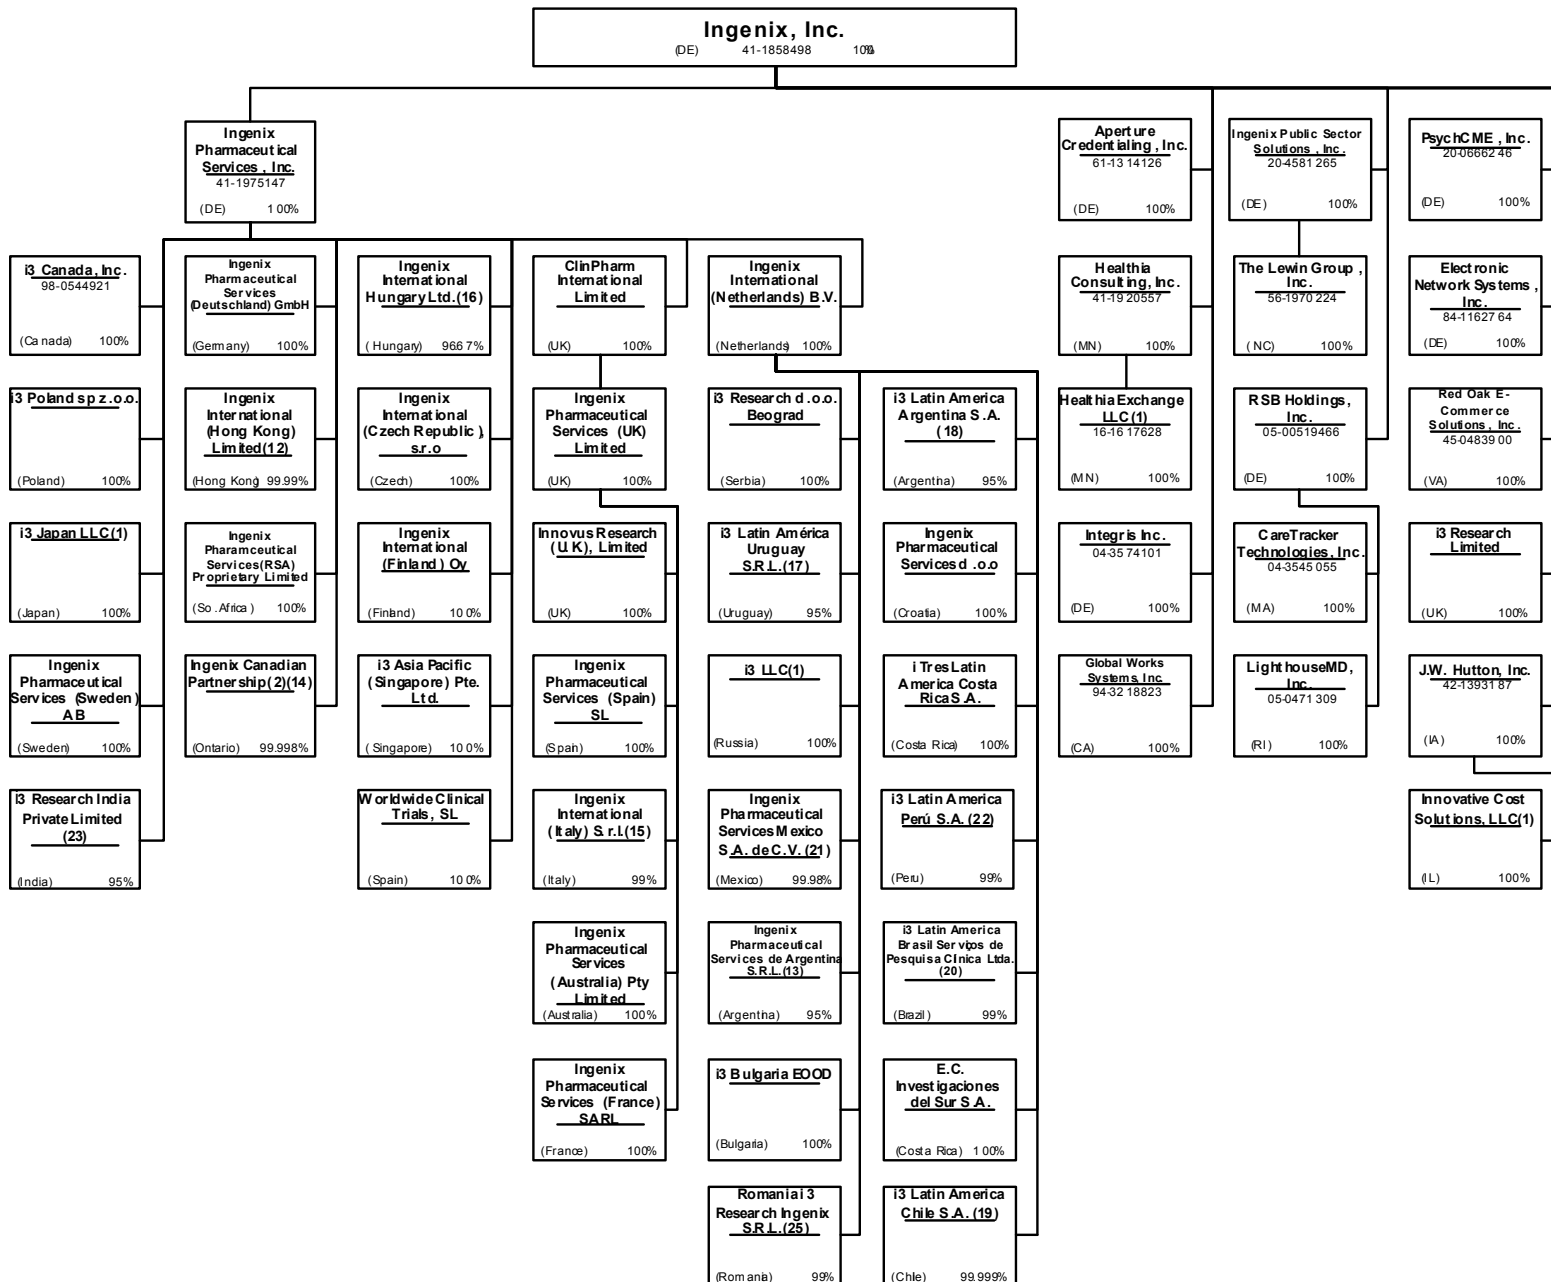 Ingenix, Inc.
(DE) 41-1858498 100%
Ingenix
Pharmaceutical
Services, Inc.
41-1975147
(DE) 100%
Aperture
Credentialing, Inc.
61-1314126
(DE) 100%
Ingenix Public Sector
Solutions, Inc.
20-4581265
(DE) 100%
PsychCME, Inc.
20-0666246
(DE) 100%
i3 Canada, Inc.
98-0544921
(Canada) 100%
Ingenix
Pharmaceutical
Services
(Deutschland) GmbH
(Germany) 100%
Ingenix
International
Hungary Ltd.(16)
(Hungary) 96.67%
ClinPharm
International
Limited
(UK) 100%
Ingenix
International
(Netherlands) B.V.
(Netherlands) 100%
Healthia
Consulting, Inc.
41-1920557
(MN) 100%
The Lewin Group,
Inc.
56-1970224
(NC) 100%
Electronic
Network Systems,
Inc.
84-1162764
(DE) 100%
i3 Poland sp z.o.o.
(Poland) 100%
Ingenix
International
(Hong Kong)
Limited(12)
(Hong Kong) 99.99%
Ingenix
International
(Czech Republic),
s.r.o
(Czech) 100%
Ingenix
Pharmaceutical
Services (UK)
Limited
(UK) 100%
i3 Research d.o.o.
Beograd
(Serbia) 100%
i3 Latin America
Argentina S.A.
(18)
(Argentina) 95%
Healthia Exchange
LLC(1)
16-1617628
(MN) 100%
RSB Holdings,
Inc.
05-00519466
(DE) 100%
Red Oak E-
Commerce
Solutions, Inc.
45-0483900
(VA) 100%
i3 Japan LLC(1)
(Japan) 100%
Ingenix
Pharamceutical
Services(RSA)
Proprietary Limited
(So.Africa) 100%
Ingenix
International
(Finland) Oy
(Finland) 100%
Innovus Research
(U.K), Limited
(UK) 100%
i3 Latin América
Uruguay
S.R.L.(17)
(Uruguay) 95%
Ingenix
Pharmaceutical
Services d.o.o
(Croatia) 100%
Integris Inc.
04-3574101
(DE) 100%
CareTracker
Technologies, Inc.
04-3545055
(MA) 100%
i3 Research
Limited
(UK) 100%
Ingenix
Pharmaceutical
Services (Sweden)
AB
(Sweden) 100%
Ingenix Canadian
Partnership(2)(14)
(Ontario) 99.998%
i3 Asia Pacific
(Singapore) Pte.
Ltd.
(Singapore) 100%
Ingenix
Pharmaceutical
Services (Spain)
SL
(Spain) 100%
i3 LLC(1)
(Russia) 100%
i Tres Latin
America Costa
Rica S.A.
(Costa Rica) 100%
Global Works
Systems, Inc.
94-3218823
(CA) 100%
LighthouseMD,
Inc.
05-0471309
(RI) 100%
J.W. Hutton, Inc.
42-1393187
(IA) 100%
i3 Research India
Private Limited
(23)
(India) 95%
Worldwide Clinical
Trials, SL
(Spain) 100%
Ingenix
International
(Italy) S.r.l.(15)
(Italy) 99%
Ingenix
Pharmaceutical
Services Mexico
S.A. de C.V. (21)
(Mexico) 99.98%
i3 Latin America
Perú S.A. (22)
(Peru) 99%
Innovative Cost
Solutions, LLC(1)
(IL) 100%
Ingenix
Pharmaceutical
Services
(Australia) Pty
Limited
(Australia) 100%
Ingenix
Pharmaceutical
Services de Argentina
S.R.L.(13)
(Argentina) 95%
i3 Latin America
Brasil Serviços de
Pesquisa Clínica Ltda.
(20)
(Brazil) 99%
Ingenix
Pharmaceutical
Services (France)
SARL
(France) 100%
i3 Bulgaria EOOD
(Bulgaria) 100%
E.C.
Investigaciones
del Sur S.A.
(Costa Rica) 100%
Romania i3
Research Ingenix
S.R.L.(25)
(Romania) 99%
i3 Latin America
Chile S.A. (19)
(Chile) 99.999%